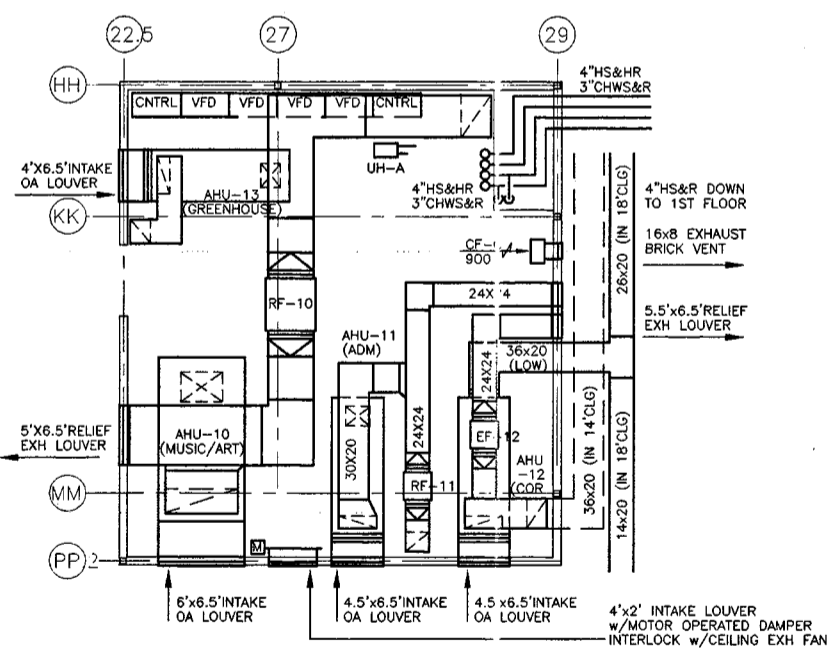 22.5
27
29
HH
4"HS&HR
3"CHWS&R
CNTRL
VFD
VFD
VFD
VFD
CNTRL
UH-A
4'X6.5'INTAKE
OA LOUVER
AHU-13
(GREENHOUSE)
4"HS&HR
3"CHWS&R
4"HS&R DOWN
TO 1ST FLOOR
KK
16x8 EXHAUST
BRICK VENT
900
26x20 (IN 18'CLG)
24X
RF-10
5.5'x6.5'RELIEF
EXH LOUVER
AHU-11
(ADM)
36x20
(LOW)
24X24
24X24
30X20
AHU-10
(MUSIC/ART)
5'X6.5'RELIEF
EXH LOUVER
AHU
-12
(COR
36x20 (IN 14'CLG)
14x20 (IN 18'CLG)
MM
RF-11
M
PP
2
6'x6.5'INTAKE
OA LOUVER
4.5'x6.5'INTAKE
OA LOUVER
4.5 x6.5'INTAKE
OA LOUVER
4'x2' INTAKE LOUVER
w/MOTOR OPERATED DAMPER
INTERLOCK w/CEILING EXH FAN